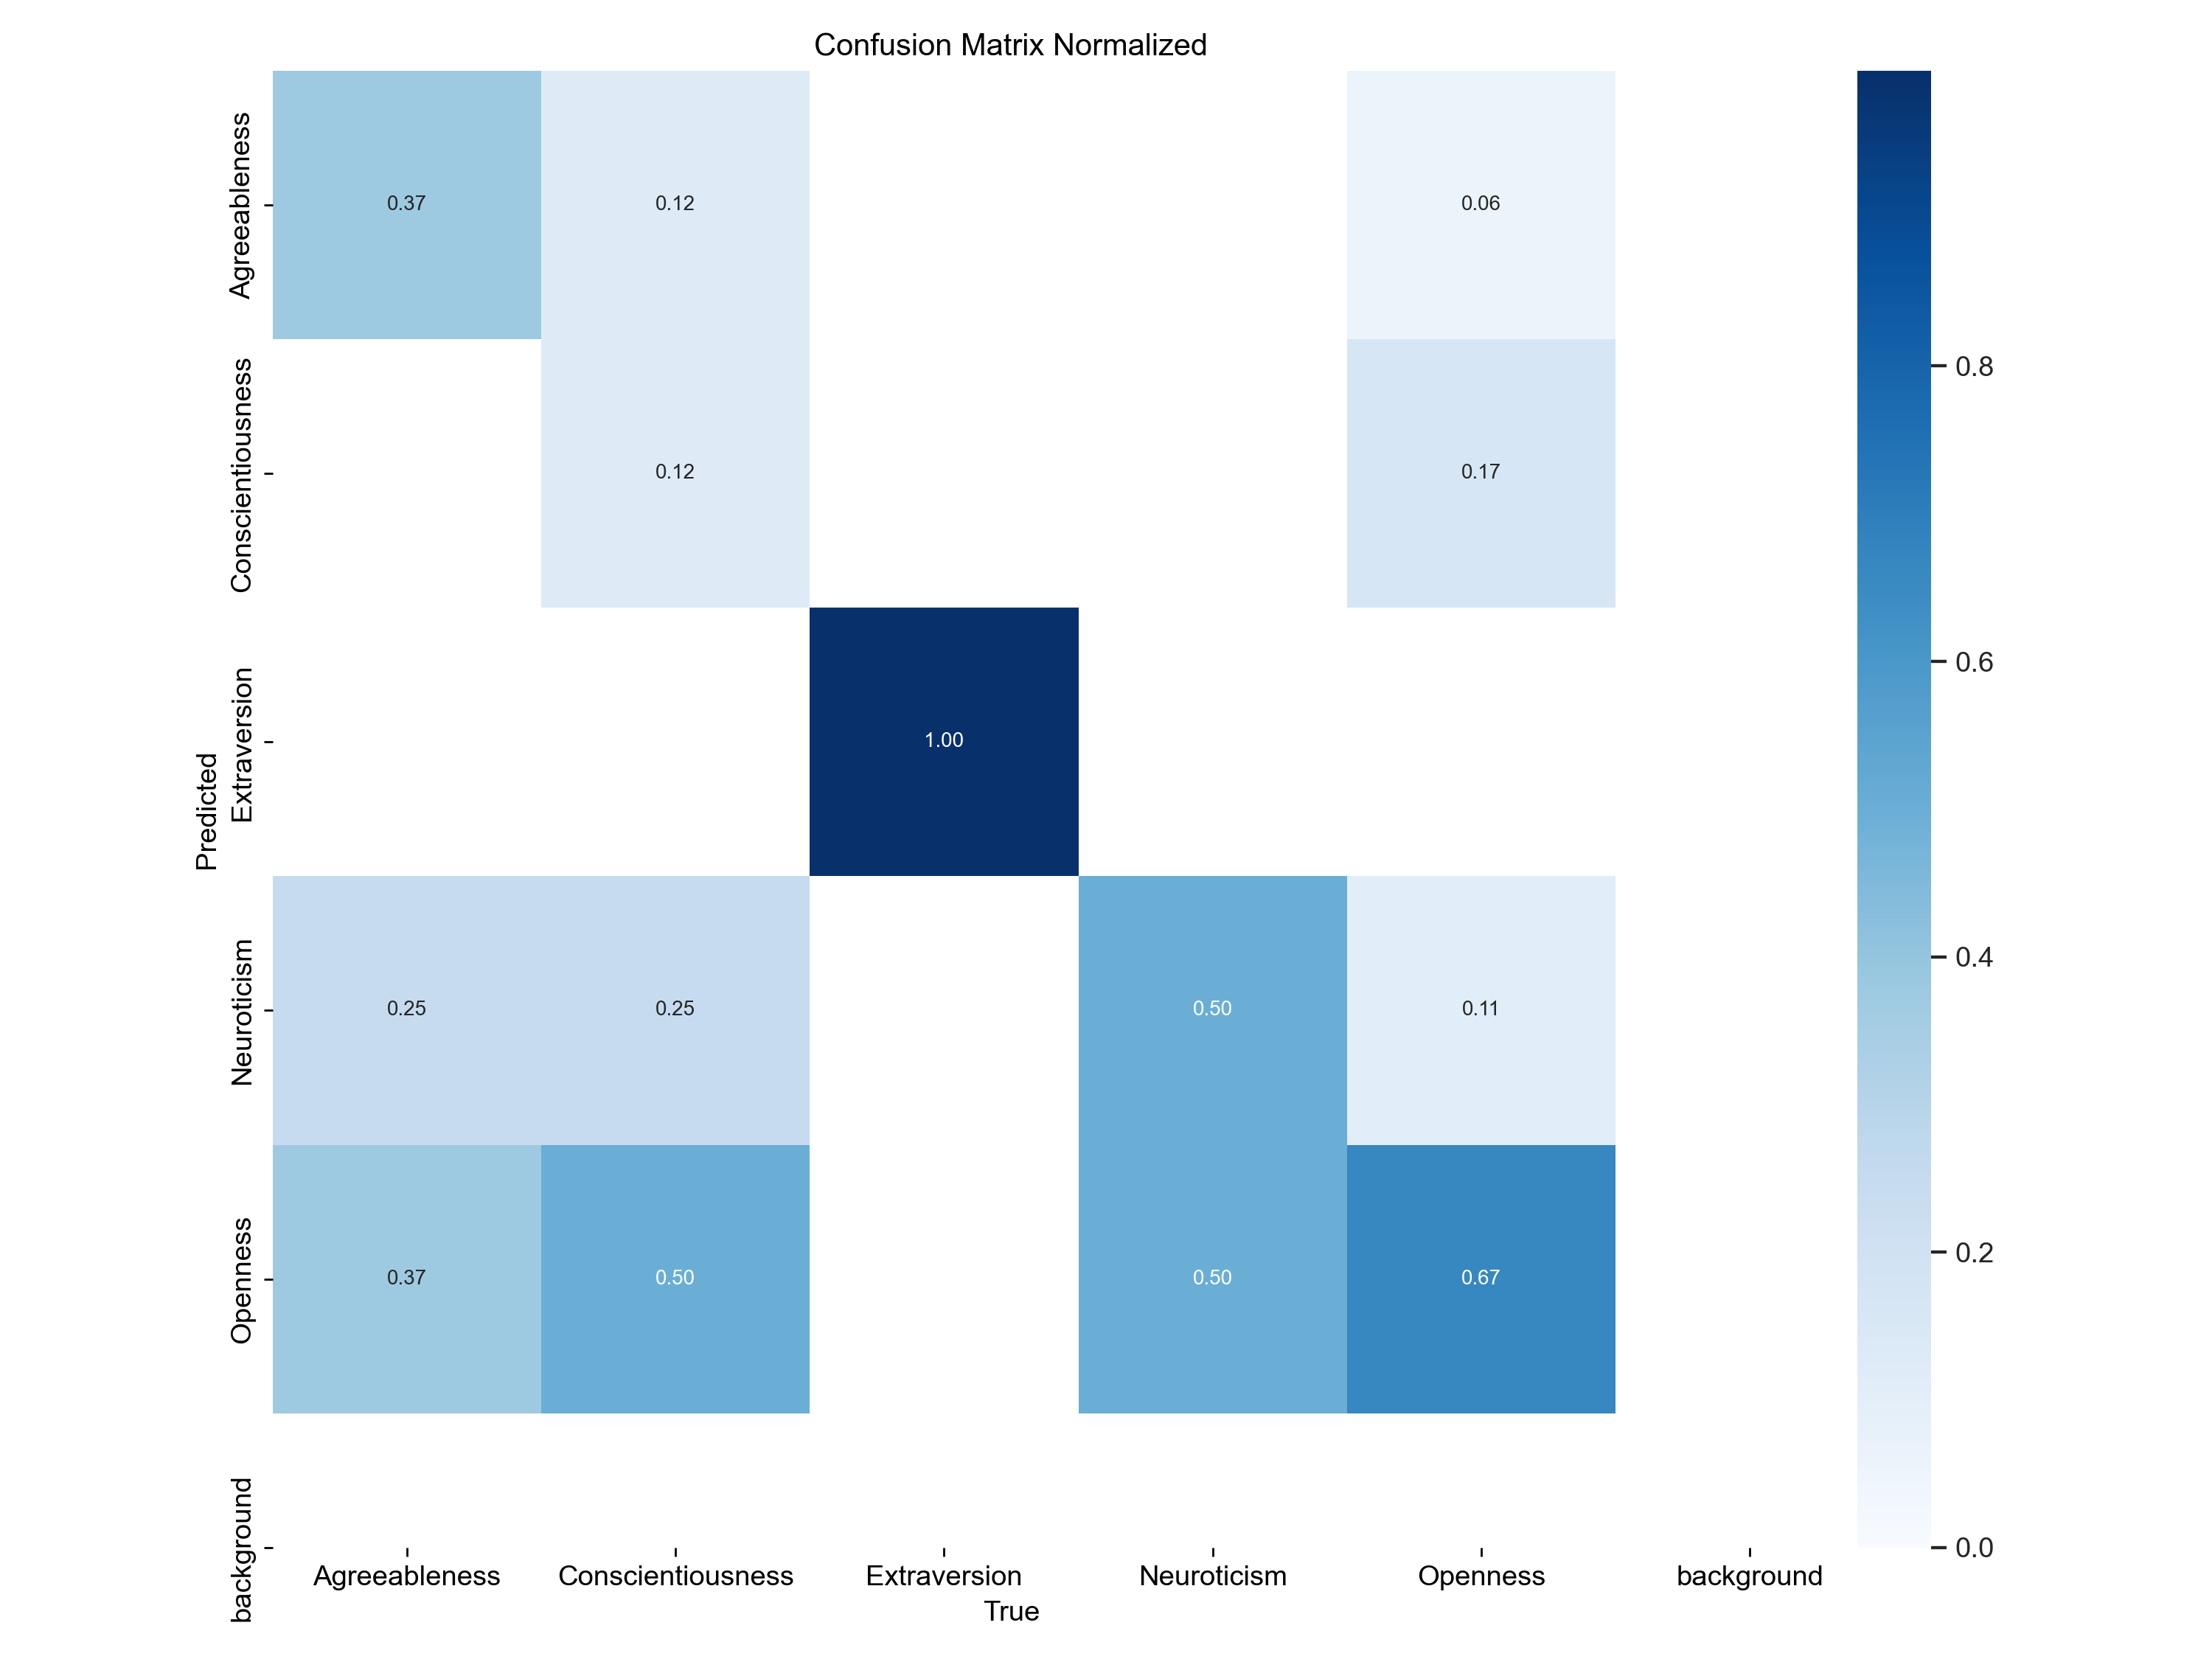 Confusion Matrix Normalized
Agreeableness
0.37
0.12
0.06
Conscientiousness
0.12
0.17
Extraversion
1.00
Neuroticism
0.25
0.25
0.50
0.11
Openness
0.37
0.50
0.50
0.67
background
Predicted
Agreeableness
Conscientiousness
Extraversion
Neuroticism
Openness
background
True
0.8
0.6
0.4
0.2
0.0